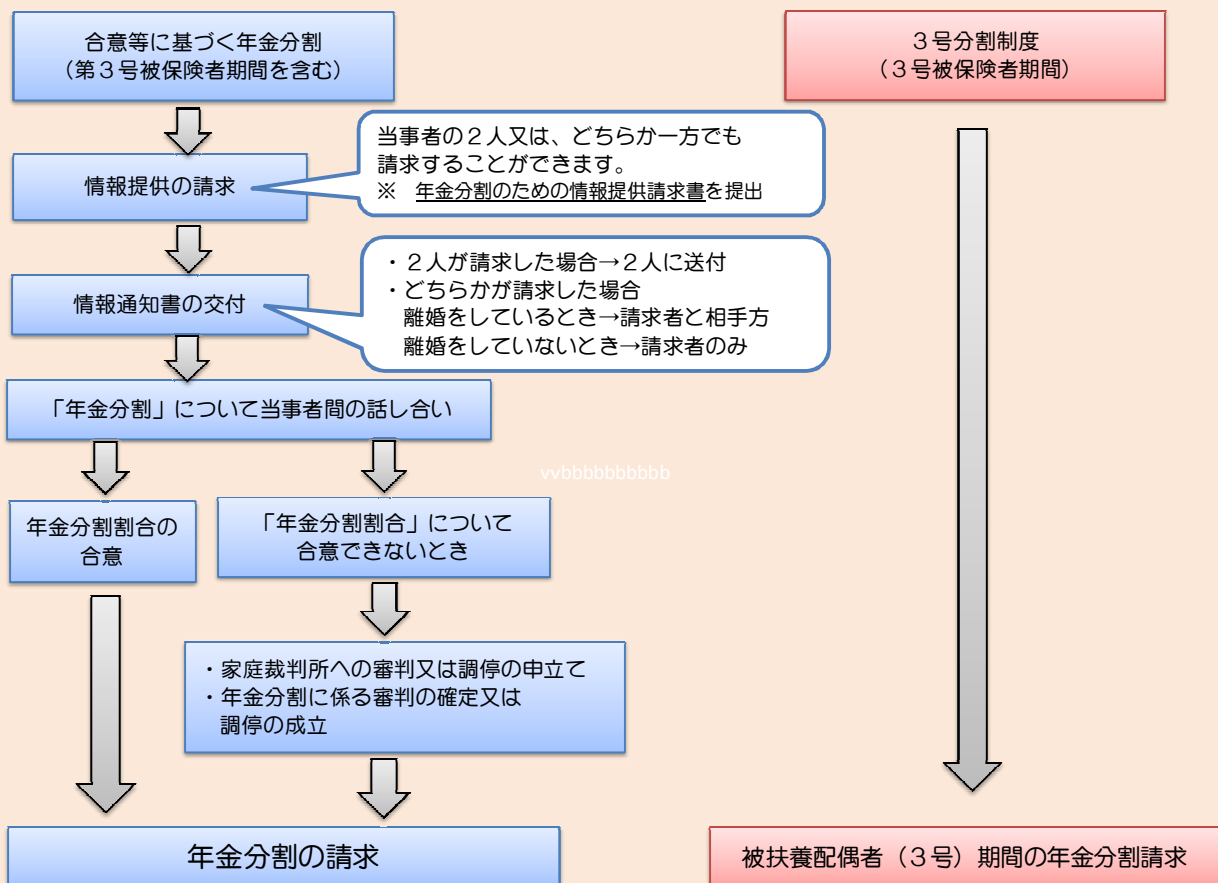 合意等に基づく年金分割
（第３号被保険者期間を含む）
３号分割制度
（３号被保険者期間）
当事者の２人又は、どちらか一方でも
請求することができます。
※　年金分割のための情報提供請求書を提出
情報提供の請求
・２人が請求した場合→２人に送付
・どちらかが請求した場合
離婚をしているとき→請求者と相手方
離婚をしていないとき→請求者のみ
情報通知書の交付
「年金分割」について当事者間の話し合い
vvbbbbbbbbbb
年金分割割合の
合意
「年金分割割合」について
合意できないとき
・家庭裁判所への審判又は調停の申立て
・年金分割に係る審判の確定又は
調停の成立
年金分割の請求
被扶養配偶者（３号）期間の年金分割請求